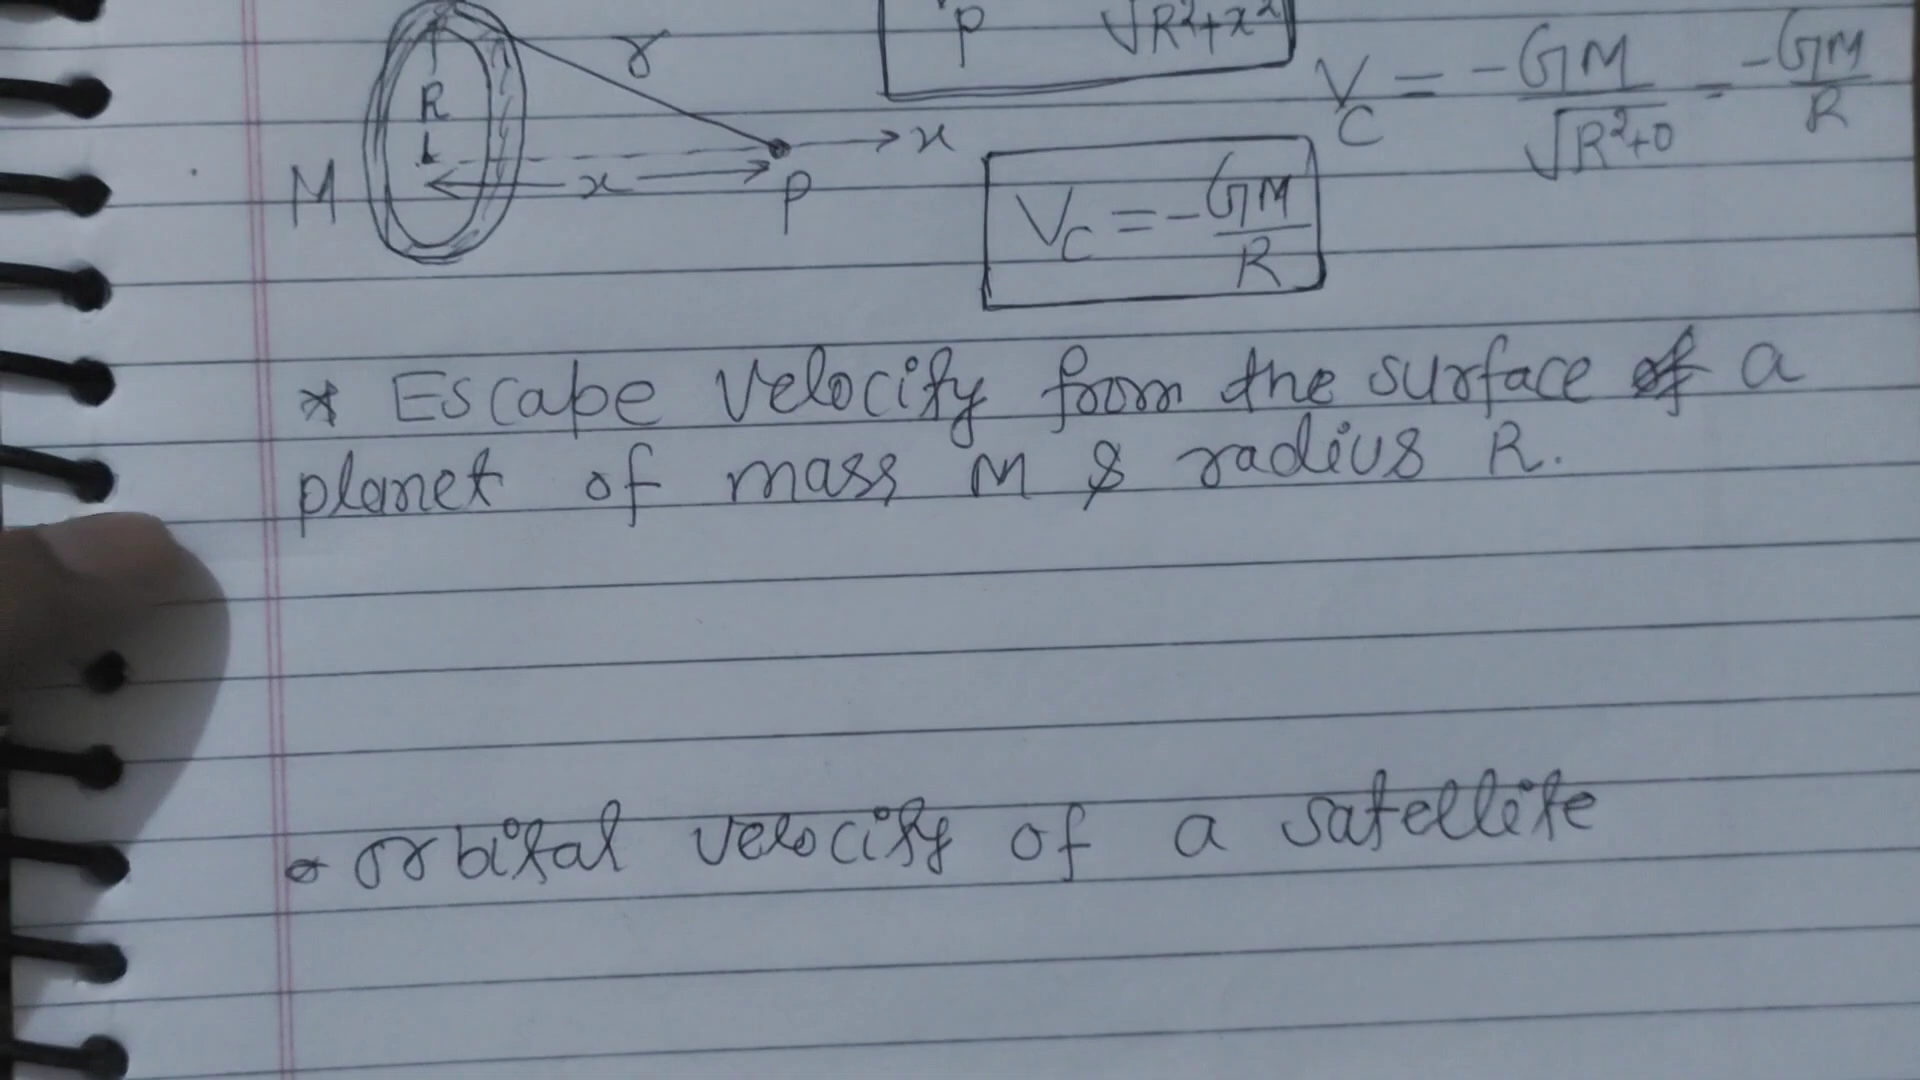 P √R²+x²
r
R
V_C = -GM/√R²+0 = -GM/R
x
M x P
V_C = -GM/R
* Escape velocity from the surface of a
planet of mass M & radius R.
orbital velocity of a satellite